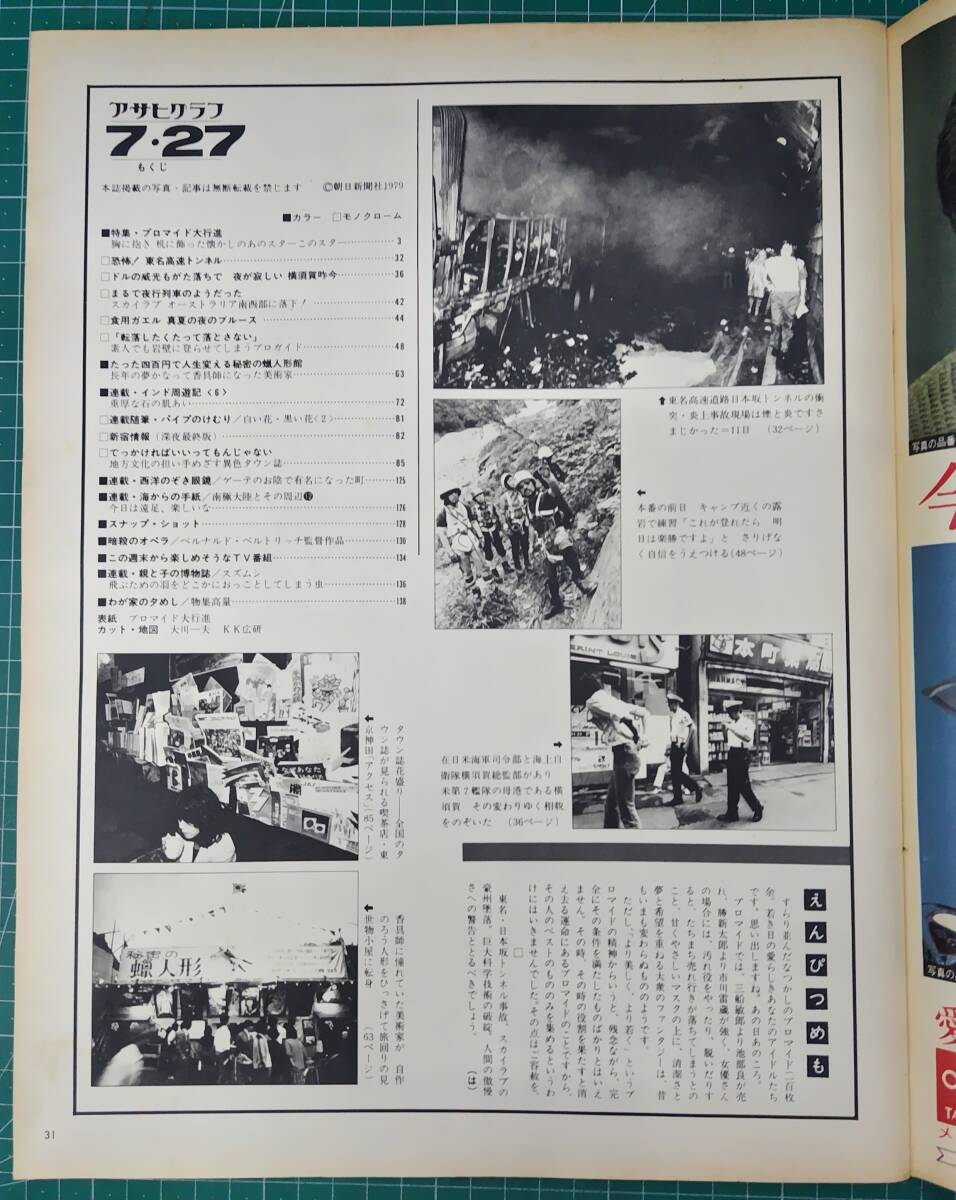 アサヒグラフ
7・27
もくじ
本誌掲載の写真・記事は無断転載を禁じます ©朝日新聞社1979
■カラー □モノクローム
■特集・ブロマイド大行進
胸に抱き 机に飾った懐かしのあのスターこのスター…………3
□恐怖! 東名高速トンネル…………32
□ドルの威光もがた落ちで 夜が寂しい 横須賀昨今…………36
□まるで夜行列車のようだった
スカイラブ オーストラリア南西部に落下!…………42
□食用ガエル 真夏の夜のブルース…………44
□「転落したくたって落とさない」
素人でも岩壁に登らせてしまうプロガイド…………48
■たった四百円で人生変える秘密の蠟人形館
長年の夢かなって香具師になった美術家…………63
■連載・インド周遊記〈6〉
重厚な石の肌あい…………72
□連載随筆・パイプのけむり/白い花・黒い花〈2〉…………81
□新宿情報(深夜最終版)…………82
□でっかければいいってもんじゃない
地方文化の担い手めざす異色タウン誌…………85
■連載・西洋のぞき眼鏡/ゲーテのお陰で有名になった町…………125
■連載・海からの手紙/南極大陸とその周辺⓬
今日は遠足、楽しいな…………126
■スナップ・ショット…………128
■暗殺のオペラ/ベルナルド・ベルトリッチ監督作品…………130
■この週末から楽しめそうなTV番組…………134
■連載・親と子の博物誌/スズムシ
飛ぶための羽をどこかにおっことしてしまう虫…………136
■わが家の夕めし/物集高量…………138
表紙 ブロマイド大行進
カット・地図 大川一夫 KK広研
⬆東名高速道路日本坂トンネルの衝
突・炎上事故現場は煙と炎ですさ
まじかった=11日 (32ページ)
⬅
本番の前日 キャンプ近くの露
岩で練習「これが登れたら 明
日は楽勝ですよ」と さりげな
く自信をうえつける(48ページ)
SAINT LOUIS
本町
PHARMACY
➡
在日米海軍司令部と海上自
衛隊横須賀総監部があり
米第7艦隊の母港である横
須賀 その変わりゆく相貌
をのぞいた (36ページ)
⬅
タウン誌花盛り——全国のタ
ウン誌が見られる喫茶店・東
京神田「アクセス」(85ページ)
秘密の
蠟人形
⬅
香具師に憧れていた美術家が 自作
のろう人形をひっさげて旅回りの見
世物小屋に転身 (63ページ)
えんぴつめも
すらり並んだなつかしのブロマイド二百枚
余。若き日の愛らしきあなたのアイドルたち
です。思い出しますね。あの日あのころ。
ブロマイドでは、三船敏郎より池部良が売
れ、勝新太郎より市川雷蔵が強く、女優さん
の場合には、汚れ役をやったり、脱いだりす
ると、たちまち売れ行きが落ちてしまうとの
こと。甘くやさしいマスクの上に、清潔さと
夢と希望を重ねる大衆のファンタジーは、昔
もいまも変わらぬもののようです。
ただし、「より美しく、より若く」というブ
ロマイドの精神からいうと、残念ながら、完
全にその条件を満たしたものばかりとはいえ
ません。その時、その時の役割を果たすと消
え去る運命にあるブロマイドのことですから、
その人のベストのもののみを集めるというわ
けにはいきませんでした。その点はご容赦を。
□
東名・日本坂トンネル事故、スカイラブの
豪州墜落。巨大科学技術の破綻。人間の傲慢
さへの警告ととるべきでしょう。 (は)
31
写真の品番
今
写真の
愛
TA
メ